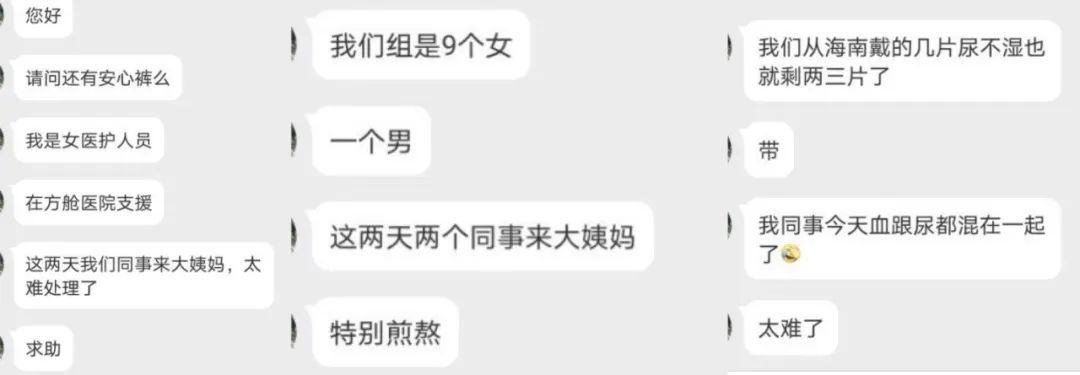 您好
请问还有安心裤么
我是女医护人员
在方舱医院支援
这两天我们同事来大姨妈，太
难处理了
求助
我们组是9个女
一个男
这两天两个同事来大姨妈
特别煎熬
我们从海南戴的几片尿不湿也
就剩两三片了
带
我同事今天血跟尿都混在一起
了🤣
太难了